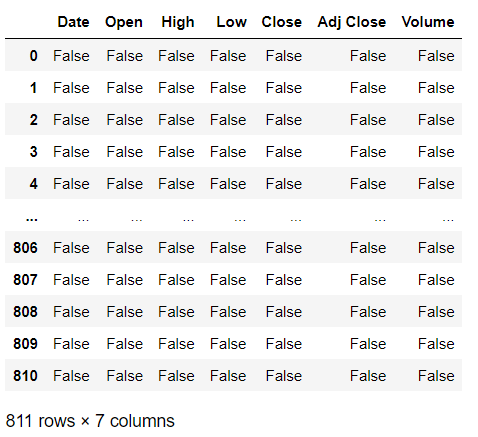 Date Open High Low Close Adj Close Volume
0 False False False False False False False
1 False False False False False False False
2 False False False False False False False
3 False False False False False False False
4 False False False False False False False
... ... ... ... ... ... ... ...
806 False False False False False False False
807 False False False False False False False
808 False False False False False False False
809 False False False False False False False
810 False False False False False False False
811 rows × 7 columns